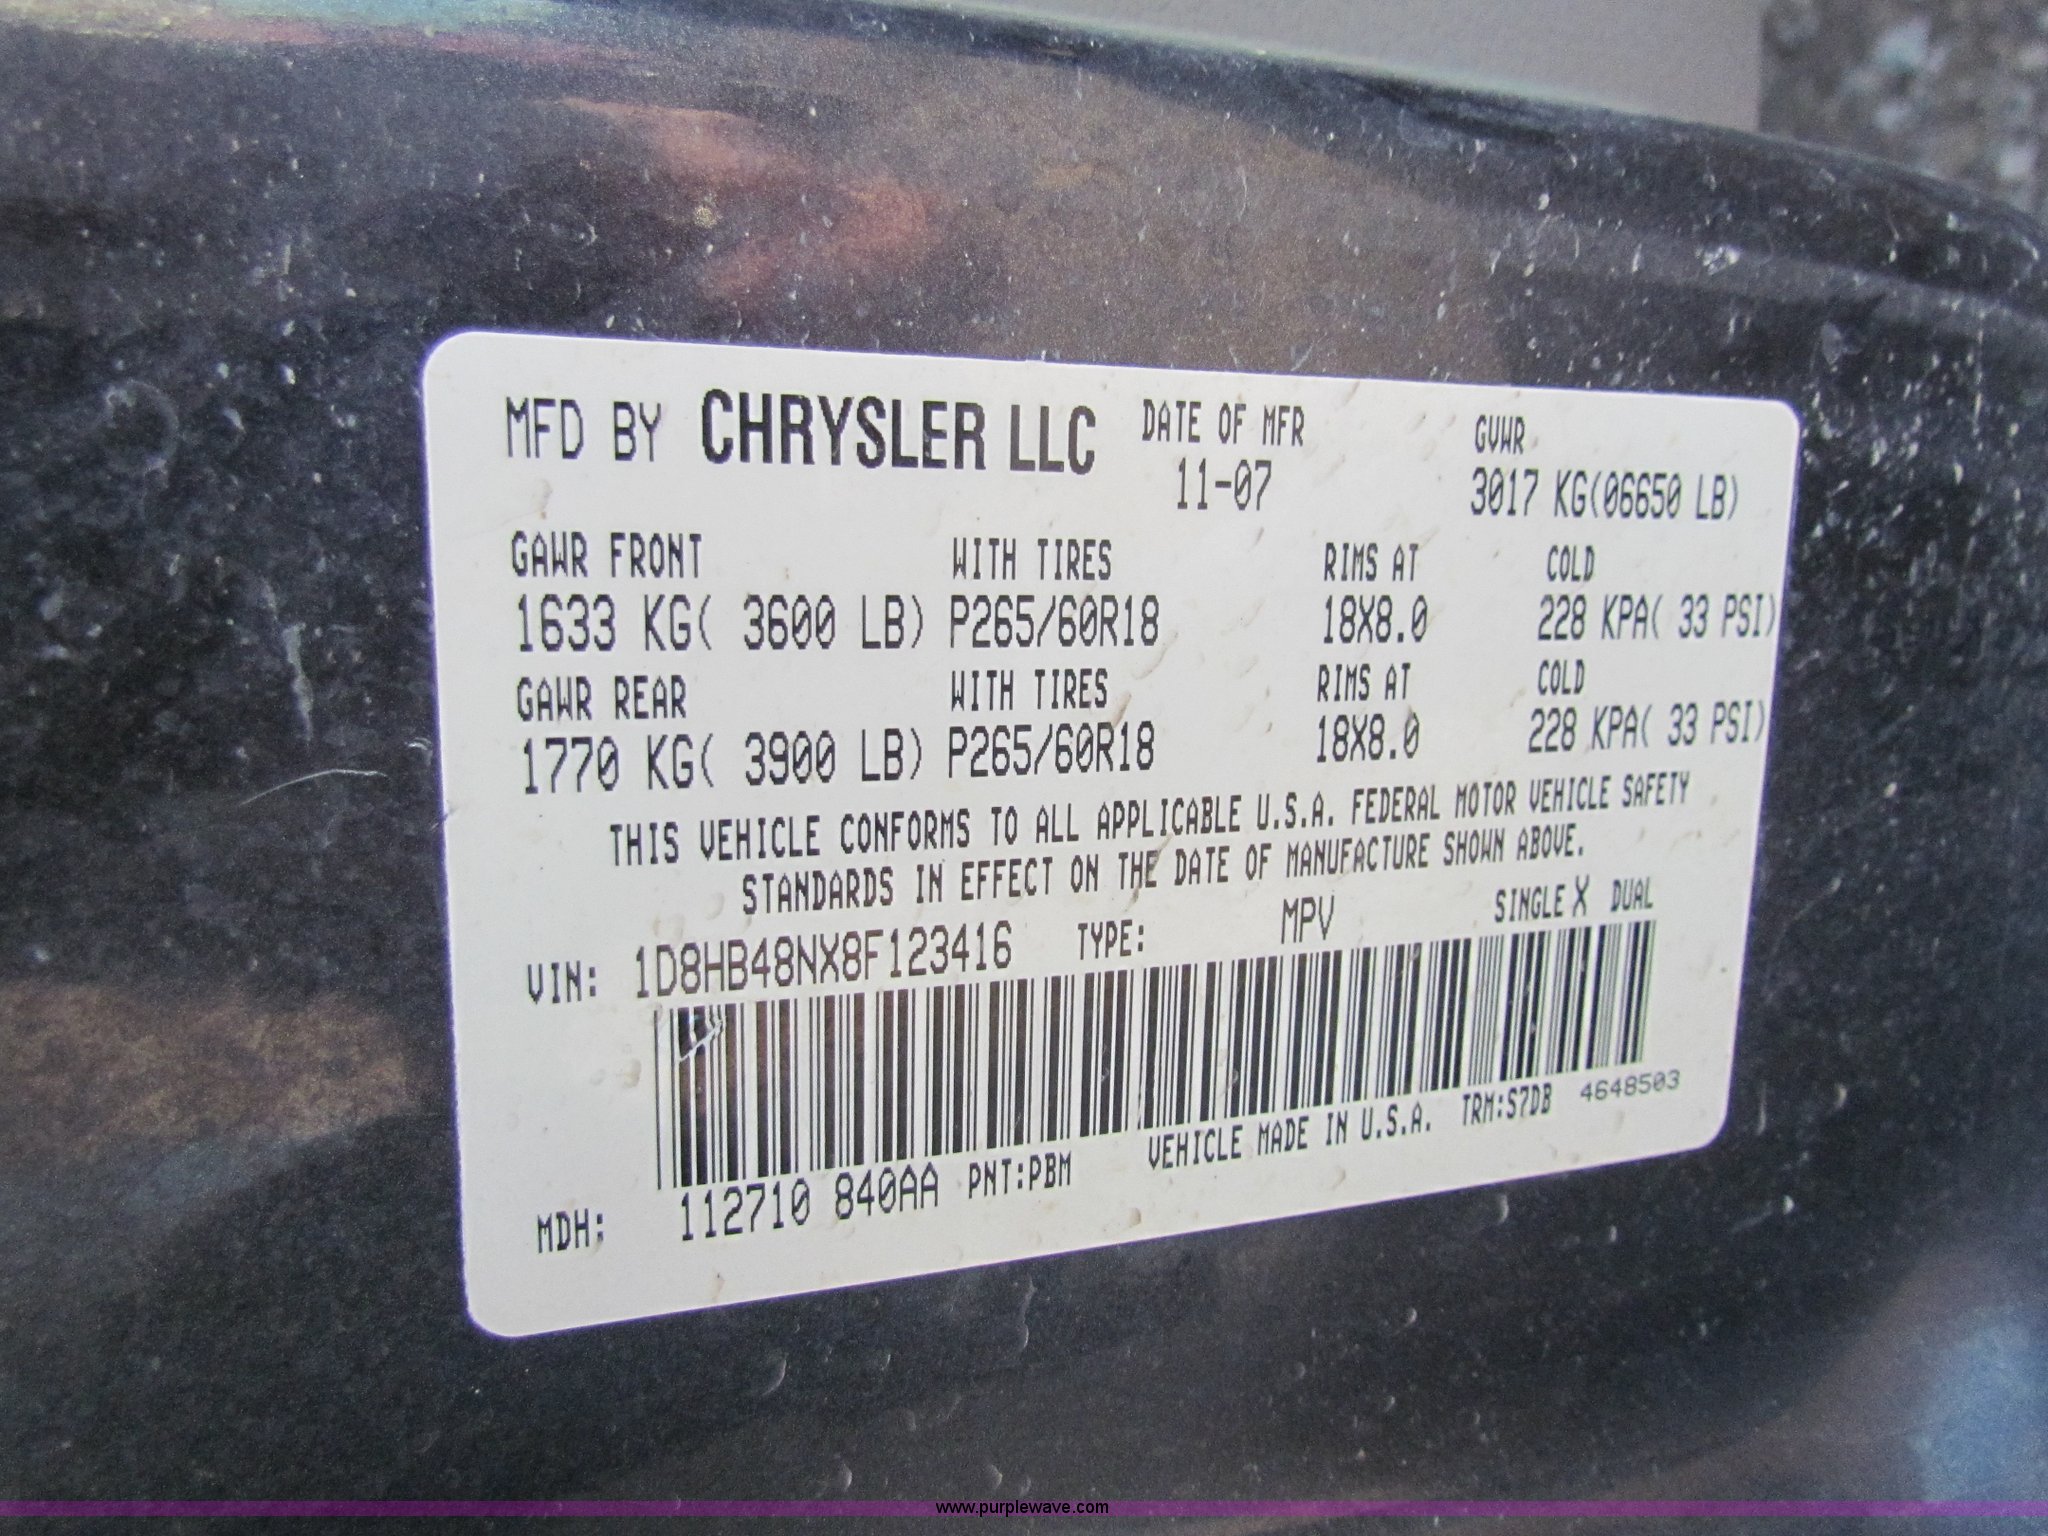 MFD BY CHRYSLER LLC DATE OF MFR GVWR
11-07 3017 KG(06650 LB)
GAWR FRONT WITH TIRES RIMS AT COLD
1633 KG( 3600 LB) P265/60R18 18X8.0 228 KPA( 33 PSI)
GAWR REAR WITH TIRES RIMS AT COLD
1770 KG( 3900 LB) P265/60R18 18X8.0 228 KPA( 33 PSI)
THIS VEHICLE CONFORMS TO ALL APPLICABLE U.S.A. FEDERAL MOTOR VEHICLE SAFETY
STANDARDS IN EFFECT ON THE DATE OF MANUFACTURE SHOWN ABOVE.
VIN: 1D8HB48NX8F123416 TYPE: MPV SINGLE X DUAL
MDH: 112710 840AA PNT:PBM VEHICLE MADE IN U.S.A. TRM:S7DB 4648503
www.purplewave.com